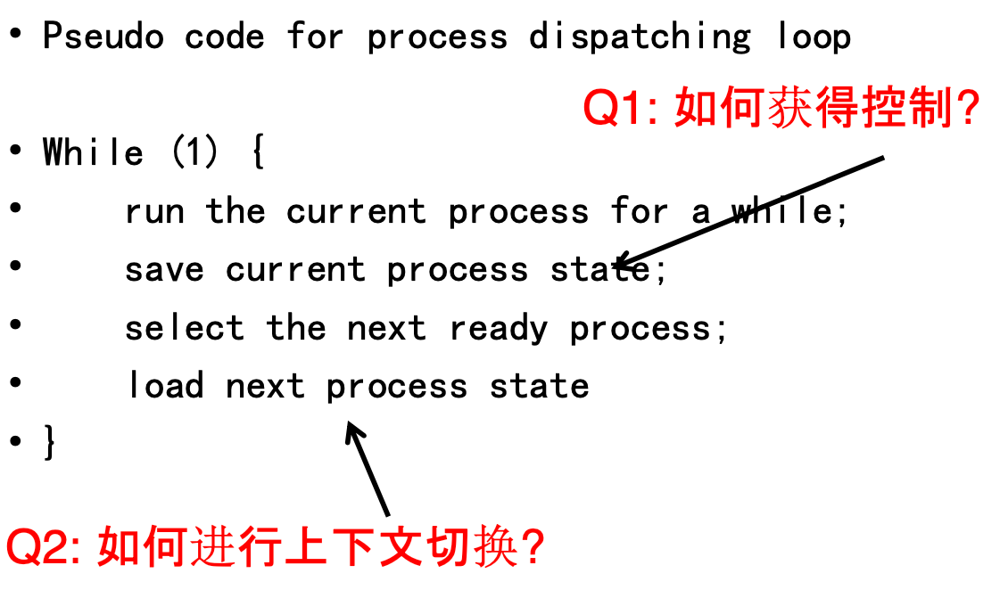 • Pseudo code for process dispatching loop
Q1: 如何获得控制?
• While (1) {
• run the current process for a while;
• save current process state;
• select the next ready process;
• load next process state
• }
Q2: 如何进行上下文切换?